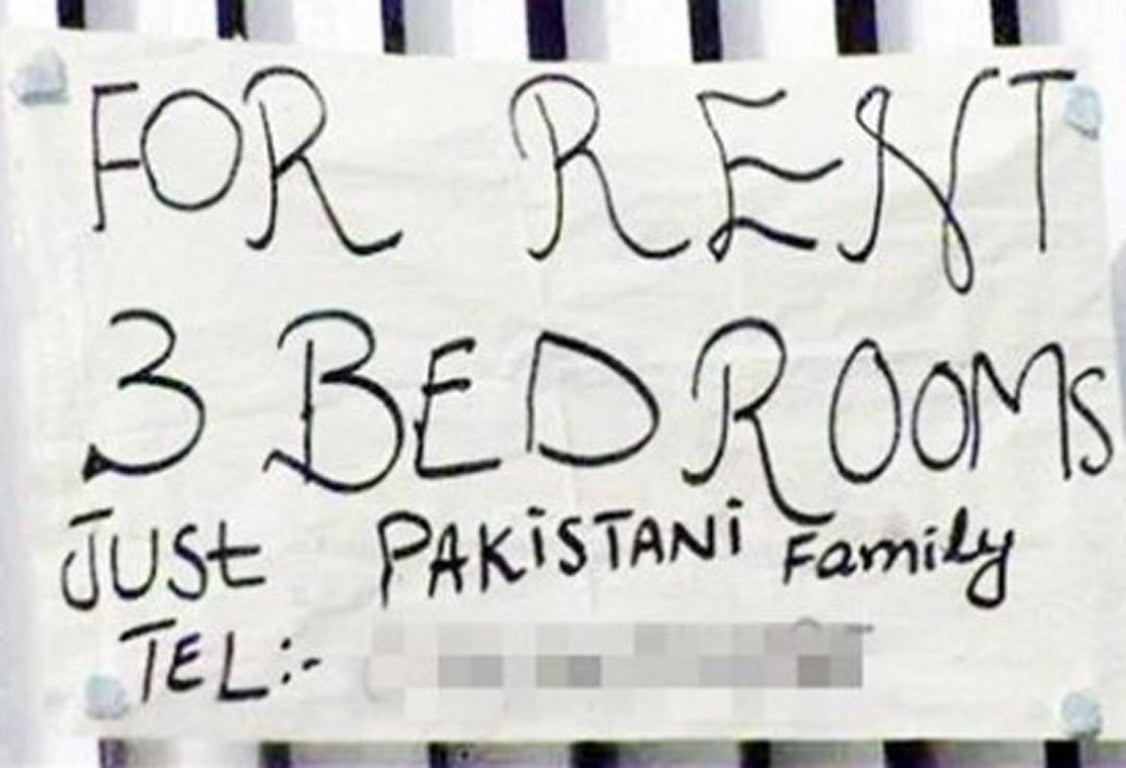 FOR RENT
3 BEDROOMS
JUSt PAKiSTANi Family
TEL:-